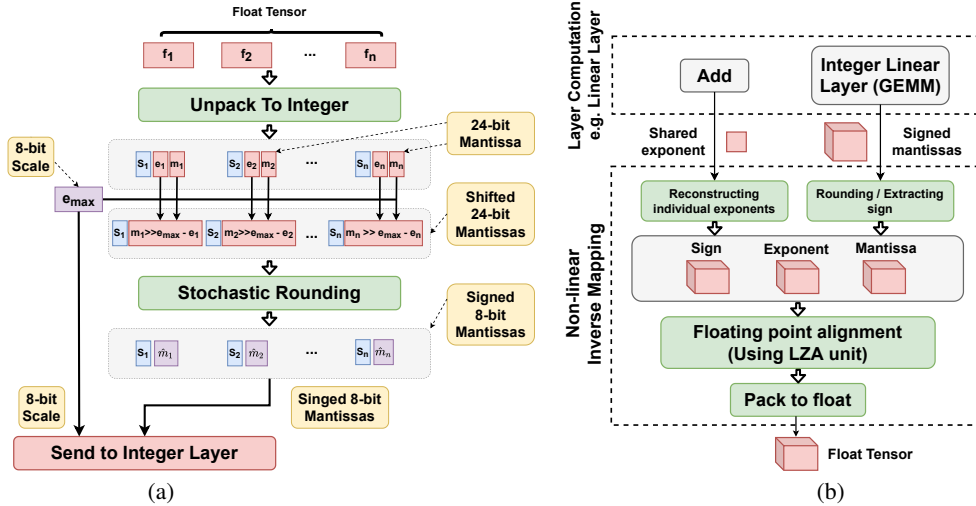 Float Tensor
f1 f2 ... fn
Unpack To Integer
24-bit
Mantissa
8-bit
Scale
S1 e1 m1 S2 e2 m2 ... Sn en mn
emax
Shifted
24-bit
Mantissas
S1 m1>>emax - e1 S2 m2>>emax - e2 ... Sn mn >> emax - en
Stochastic Rounding
Signed
8-bit
Mantissas
S1 m̂1 S2 m̂2 ... Sn m̂n
8-bit
Scale
Singed 8-bit
Mantissas
Send to Integer Layer
(a)
Layer Computation
e.g. Linear Layer
Add
Integer Linear
Layer (GEMM)
Shared
exponent
Signed
mantissas
Non-linear
Inverse Mapping
Reconstructing
individual exponents
Rounding / Extracting
sign
Sign Exponent Mantissa
Floating point alignment
(Using LZA unit)
Pack to float
Float Tensor
(b)